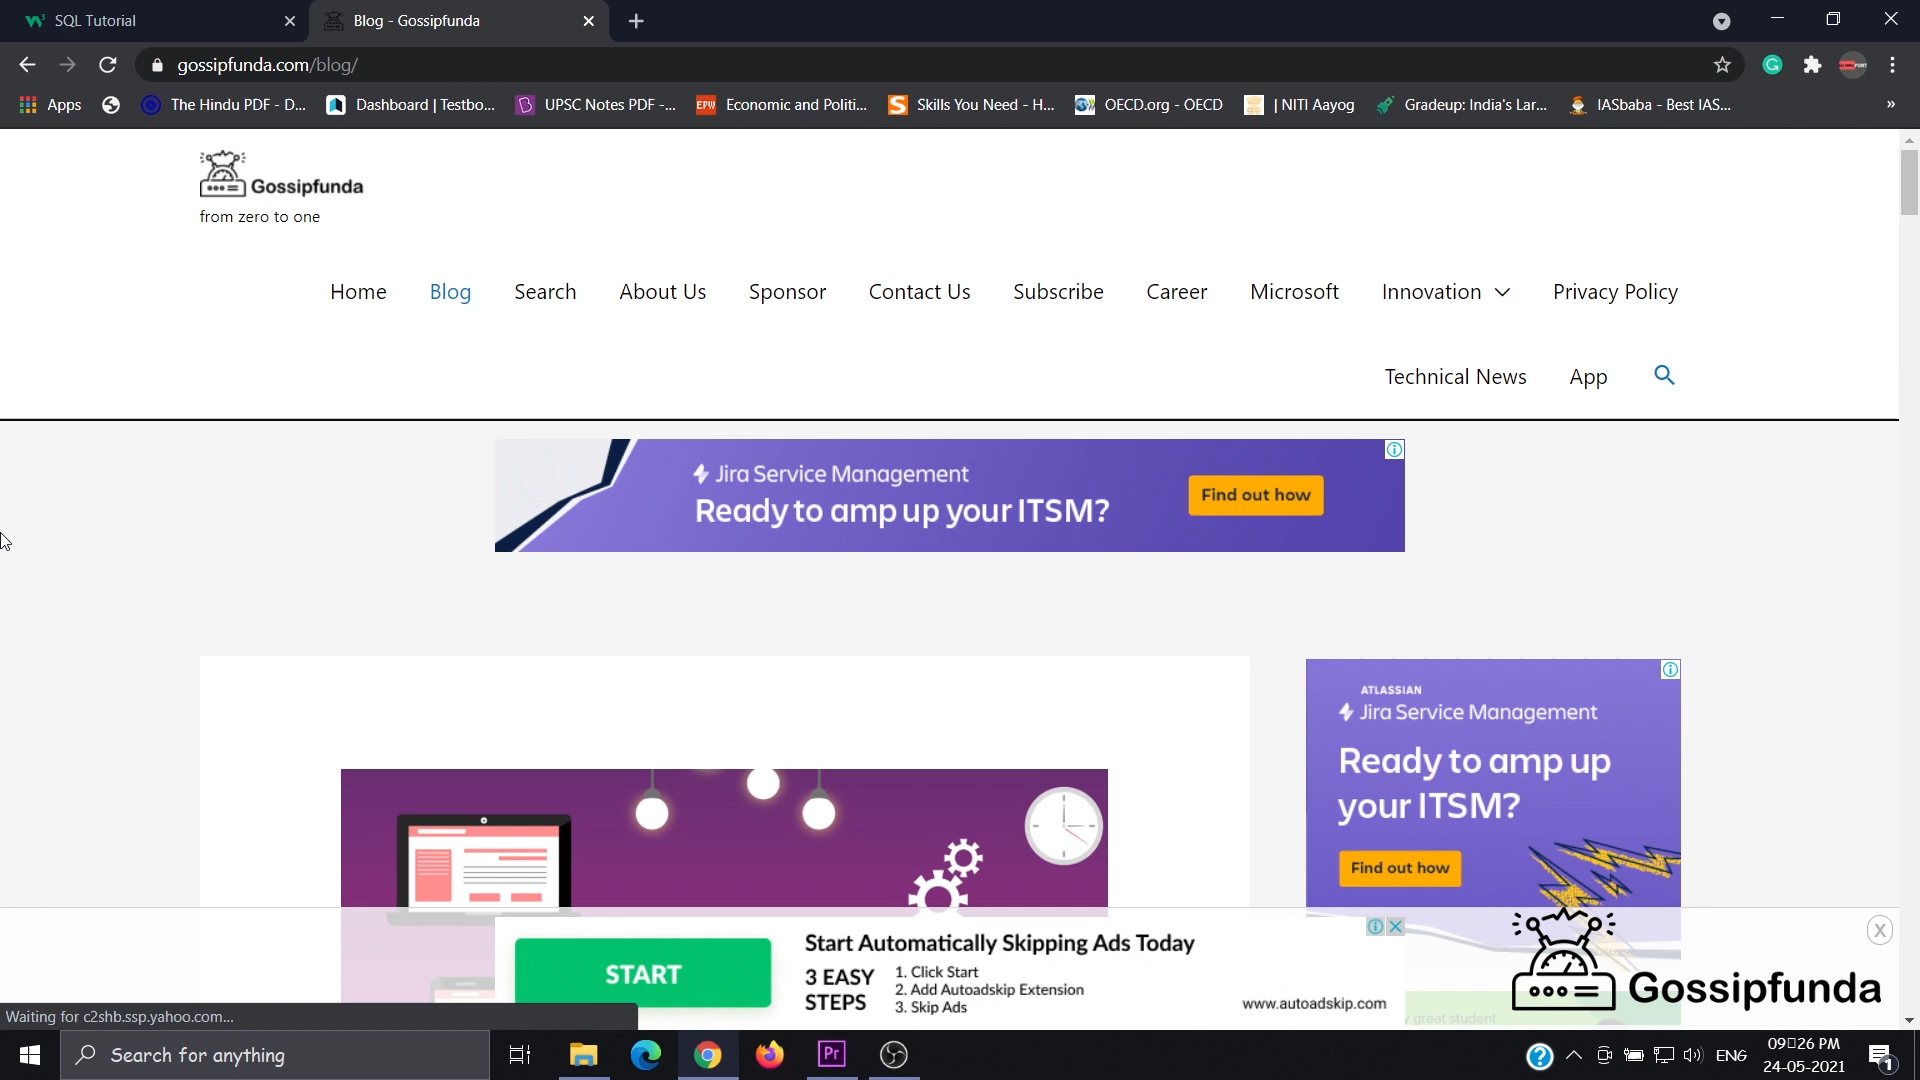 SQL Tutorial
Blog - Gossipfunda
gossipfunda.com/blog/
Apps
The Hindu PDF - D...
Dashboard | Testbo...
UPSC Notes PDF -...
EPW
Economic and Politi...
Skills You Need - H...
OECD.org - OECD
| NITI Aayog
Gradeup: India's Lar...
IASbaba - Best IAS...
»
Gossipfunda
from zero to one
Home
Blog
Search
About Us
Sponsor
Contact Us
Subscribe
Career
Microsoft
Innovation
Privacy Policy
Technical News
App
Jira Service Management
Ready to amp up your ITSM?
Find out how
ATLASSIAN
Jira Service Management
Ready to amp up
your ITSM?
Find out how
START
Start Automatically Skipping Ads Today
3 EASY
STEPS
1. Click Start
2. Add Autoadskip Extension
3. Skip Ads
www.autoadskip.com
great student
Gossipfunda
Waiting for c2shb.ssp.yahoo.com...
Search for anything
Pr
ENG
09▯26 PM
24-05-2021
1